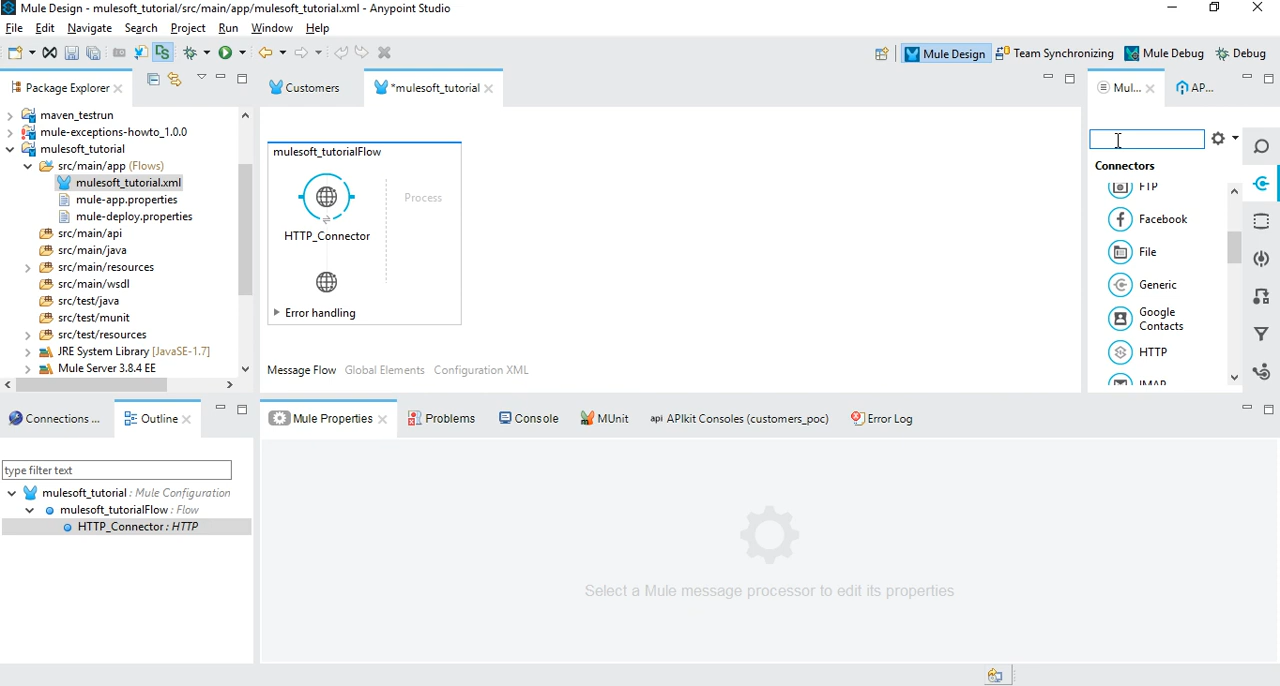 Mule Design - mulesoft_tutorial/src/main/app/mulesoft_tutorial.xml - Anypoint Studio
File Edit Navigate Search Project Run Window Help
Mule Design Team Synchronizing Mule Debug Debug
Package Explorer
Customers
*mulesoft_tutorial
Mul...
AP...
maven_testrun
mule-exceptions-howto_1.0.0
mulesoft_tutorial
src/main/app (Flows)
mulesoft_tutorial.xml
mule-app.properties
mule-deploy.properties
src/main/api
src/main/java
src/main/resources
src/main/wsdl
src/test/java
src/test/munit
src/test/resources
JRE System Library [JavaSE-1.7]
Mule Server 3.8.4 EE
mulesoft_tutorialFlow
Process
HTTP_Connector
Error handling
Message Flow Global Elements Configuration XML
Connectors
FTP
Facebook
File
Generic
Google
Contacts
HTTP
IMAP
Connections ...
Outline
type filter text
mulesoft_tutorial : Mule Configuration
mulesoft_tutorialFlow : Flow
HTTP_Connector : HTTP
Mule Properties
Problems
Console
MUnit
api APIkit Consoles (customers_poc)
Error Log
Select a Mule message processor to edit its properties